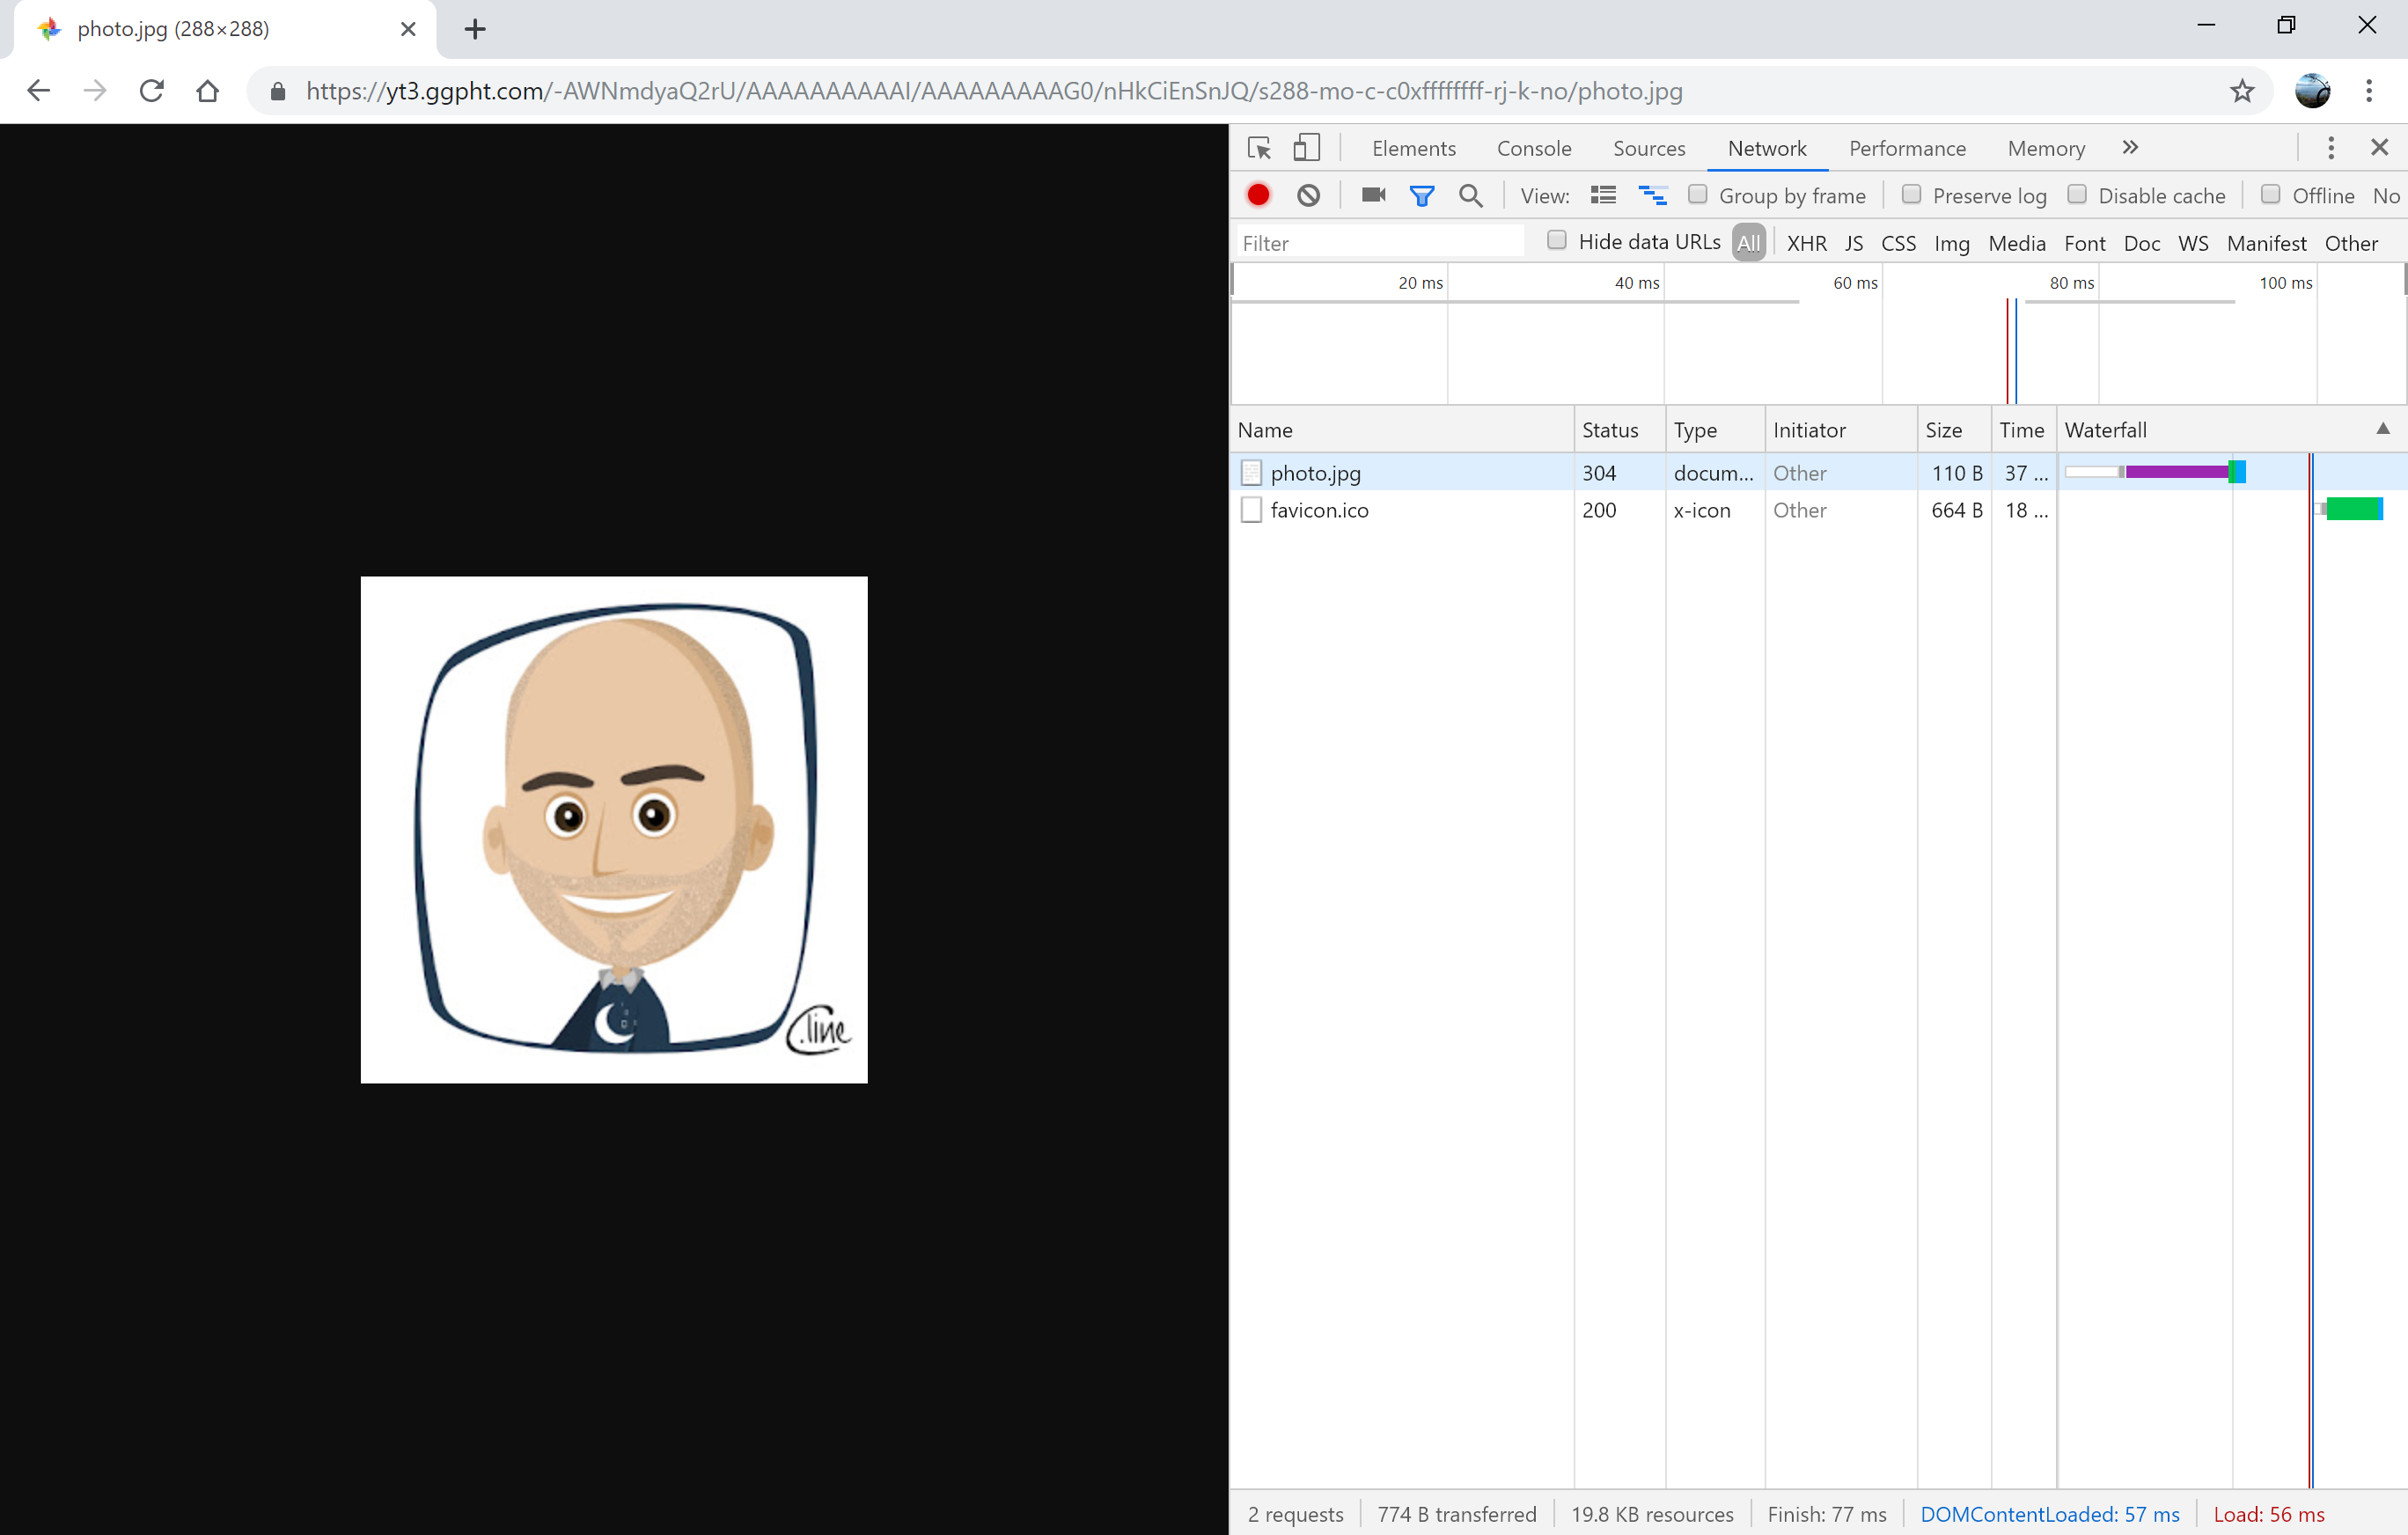 photo.jpg (288×288)
https://yt3.ggpht.com/-AWNmdyaQ2rU/AAAAAAAAAAI/AAAAAAAAAG0/nHkCiEnSnJQ/s288-mo-c-c0xffffffff-rj-k-no/photo.jpg
Elements Console Sources Network Performance Memory »
View: Group by frame Preserve log Disable cache Offline No
Filter Hide data URLs All XHR JS CSS Img Media Font Doc WS Manifest Other
20 ms 40 ms 60 ms 80 ms 100 ms
Name Status Type Initiator Size Time Waterfall
photo.jpg 304 docum... Other 110 B 37 ...
favicon.ico 200 x-icon Other 664 B 18 ...
C.line
2 requests 774 B transferred 19.8 KB resources Finish: 77 ms DOMContentLoaded: 57 ms Load: 56 ms